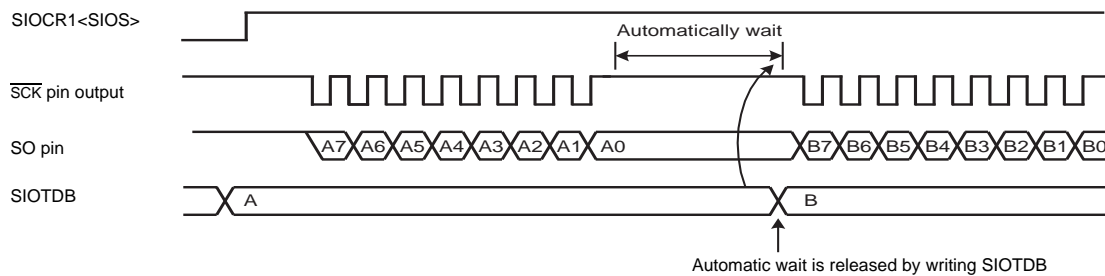 SIOCR1<SIOS>
Automatically wait
SCK pin output
SO pin
A7 A6 A5 A4 A3 A2 A1 A0 B7 B6 B5 B4 B3 B2 B1 B0
SIOTDB
A B
Automatic wait is released by writing SIOTDB